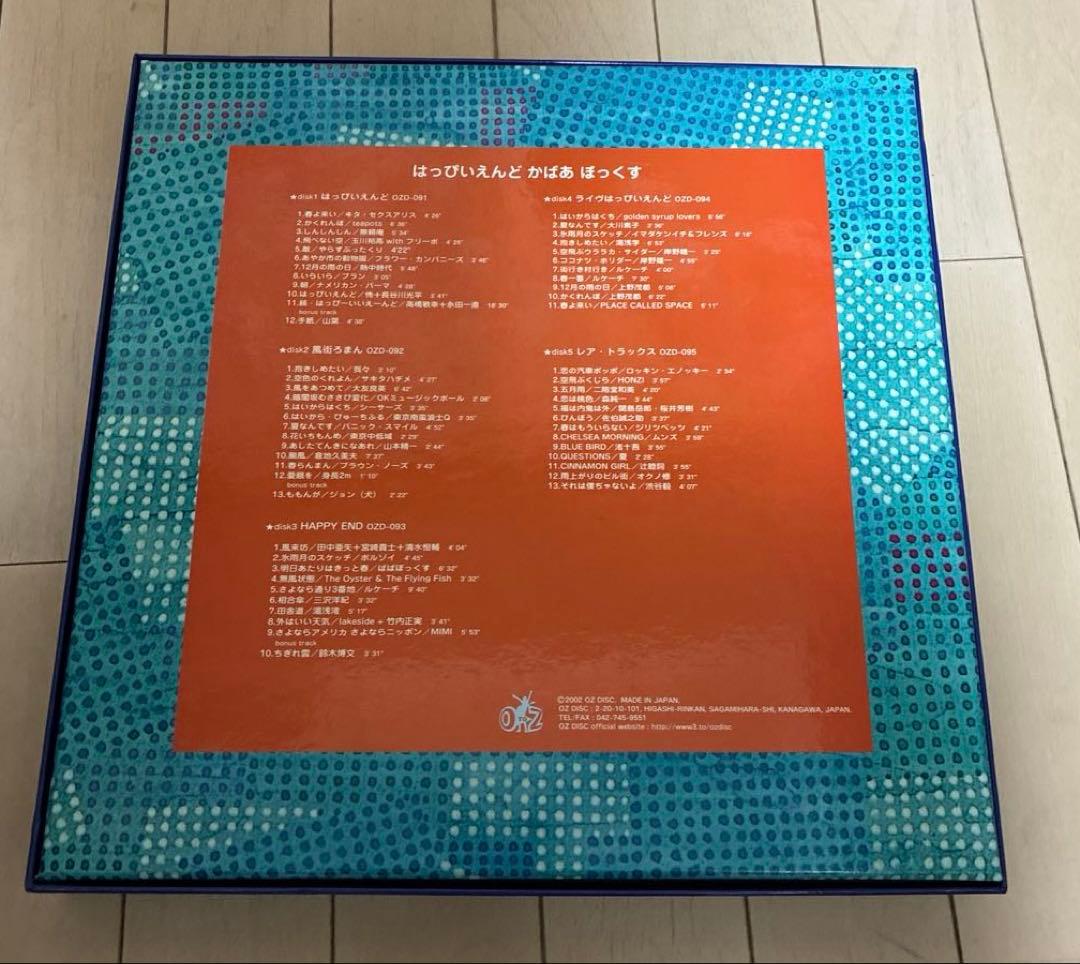 はっぴいえんど かばあ ぼっくす
★disk1 はっぴいえんど OZD-091
1.春よ来い／キタ・セクスアリス 4'26"
2.かくれんぼ／teapots 6'36"
3.しんしんしん／無頼庵 5'34"
4.飛べない空／玉川裕高 with フリーボ 4'26"
5.敵／やらずぶったくり 4'22"
6.あやか市の動物園／フラワー・カンパニーズ 3'46"
7.12月の雨の日／熱中時代 5'48"
8.いらいら／プラン 3'05"
9.朝／ナメリカン・バーマ 4'28"
10.はっぴいえんど／怖＋長谷川光平 3'41"
11.続・はっぴーいいえーんど／高橋敏幸＋永田一直 18'30"
bonus track
12.手紙／山葉 4'38"
★disk2 風街ろまん OZD-092
1.抱きしめたい／我々 3'10"
2.空色のくれよん／サキタハヂメ 4'27"
3.風をあつめて／大友良英 6'42"
4.暗闇坂むささび変化／OKミュージックボール 2'08"
5.はいからはくち／シーサーズ 3'35"
6.はいから・びゅーちふる／東京南蛮浪士Q 3'35"
7.夏なんです／パニック・スマイル 4'52"
8.花いちもんめ／東京中低域 2'29"
9.あしたてんきになあれ／山本精一 2'44"
10.颱風／倉地久美夫 7'37"
11.春らんまん／ブラウン・ノーズ 3'43"
12.愛餓を／身長2m 1'10"
bonus track
13.ももんが／ジョン（犬） 2'22"
★disk3 HAPPY END OZD-093
1.風来坊／田中亜矢＋宮崎貴士＋清水恒輔 4'04"
2.氷雨月のスケッチ／ボルゾイ 4'45"
3.明日あたりはきっと春／ぱぱぼっくす 6'32"
4.無風状態／The Oyster & The Flying Fish 3'32"
5.さよなら通り3番地／ルケーチ 9'40"
6.相合傘／三沢洋紀 3'32"
7.田舎道／湯浅湾 5'17"
8.外はいい天気／lakeside + 竹内正実 3'41"
9.さよならアメリカ さよならニッポン／MIMI 5'53"
bonus track
10.ちぎれ雲／鈴木博文 3'31"
★disk4 ライヴはっぴいえんど OZD-094
1.はいからはくち／golden syrup lovers 6'56"
2.夏なんです／大川素子 2'36"
3.氷雨月のスケッチ／イマダケンイチ&フレンズ 6'18"
4.抱きしめたい／湯浅学 6'53"
5.空飛ぶウララカ・サイダー／岸野雄一 3'25"
6.ココナツ・ホリダー／岸野雄一 4'55"
7.街行き村行き／ルケーチ 4'00"
8.春一番／ルケーチ 7'30"
9.12月の雨の日／上野茂都 5'08"
10.かくれんぼ／上野茂都 6'22"
11.春よ来い／PLACE CALLED SPACE 6'11"
★disk5 レア・トラックス OZD-095
1.恋の汽車ポッポ／ロッキン・エノッキー 2'54"
2.空飛ぶくじら／HONZI 3'57"
3.五月雨／二階堂和美 4'20"
4.恋は桃色／森純一 3'44"
5.福は内鬼は外／関島岳郎・桜井芳樹 4'43"
6.びんぼう／佐伯誠之助 3'37"
7.春はもういらない／ジリツベッツ 4'21"
8.CHELSEA MORNING／ムンズ 3'58"
9.BLUE BIRD／渚十吾 3'55"
10.QUESTIONS／夏 2'28"
11.CINNAMON GIRL／辻睦詞 3'55"
12.雨上がりのビル街／オクノ修 3'31"
13.それは僕ぢゃないよ／渋谷毅 4'07"
OZ
©2002 OZ DISC. MADE IN JAPAN.
OZ DISC : 2-20-10-101, HIGASHI-RINKAN, SAGAMIHARA-SHI, KANAGAWA, JAPAN.
TEL/FAX : 042-745-9551
OZ DISC official website : http://www3.to/ozdisc